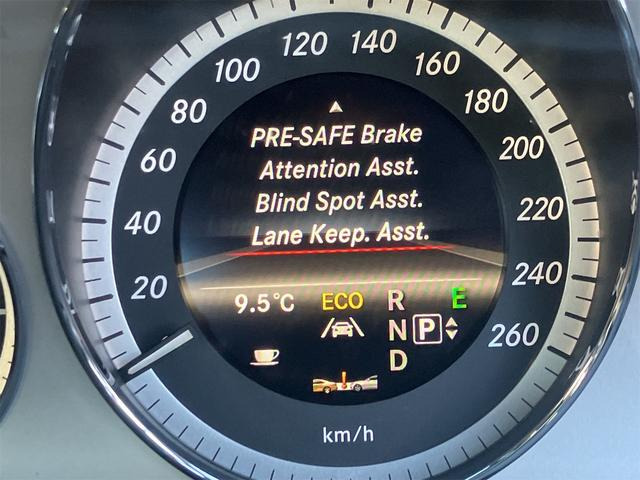 120 140
100 160
80 180
60 200
40 220
20 240
260
PRE-SAFE Brake
Attention Asst.
Blind Spot Asst.
Lane Keep. Asst.
9.5°C ECO R E
N P
D
km/h